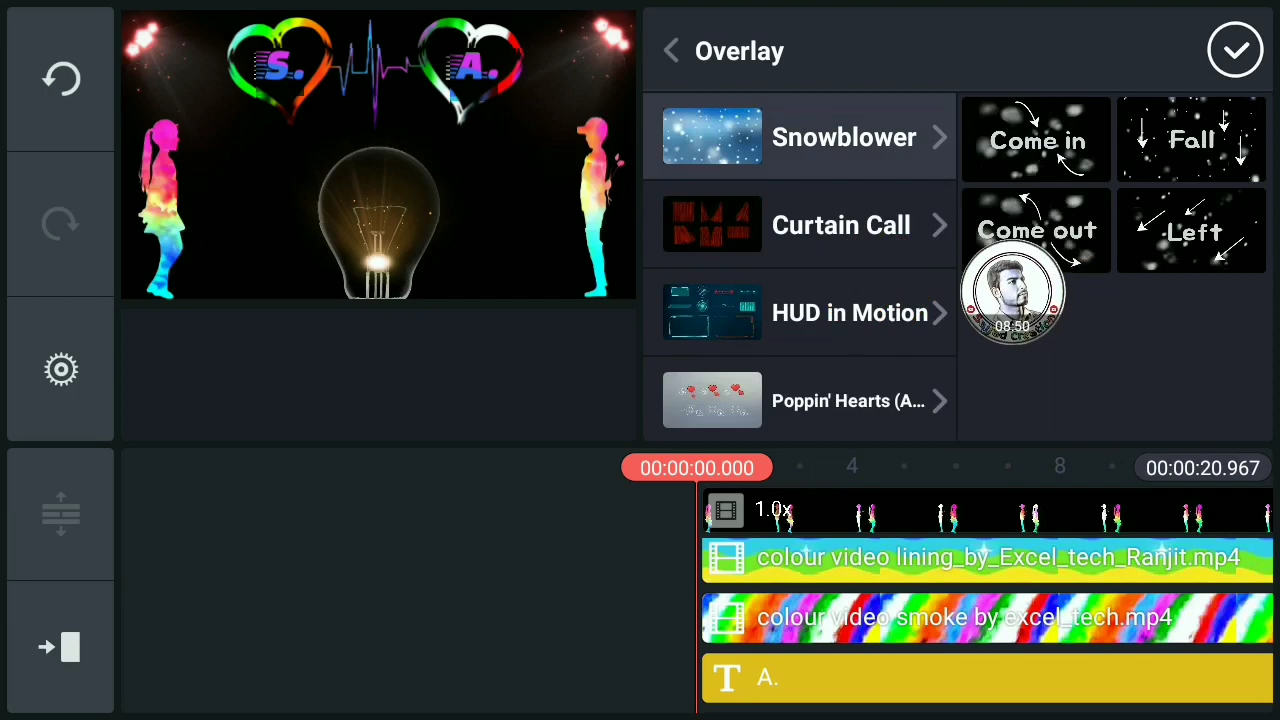 S.
A.
Overlay
Snowblower
Curtain Call
HUD in Motion
Poppin' Hearts (A...
Come in
Fall
Come out
Left
08:50
00:00:00.000
4
8
00:00:20.967
1.0x
colour video lining_by_Excel_tech_Ranjit.mp4
colour video smoke by excel_tech.mp4
T A.